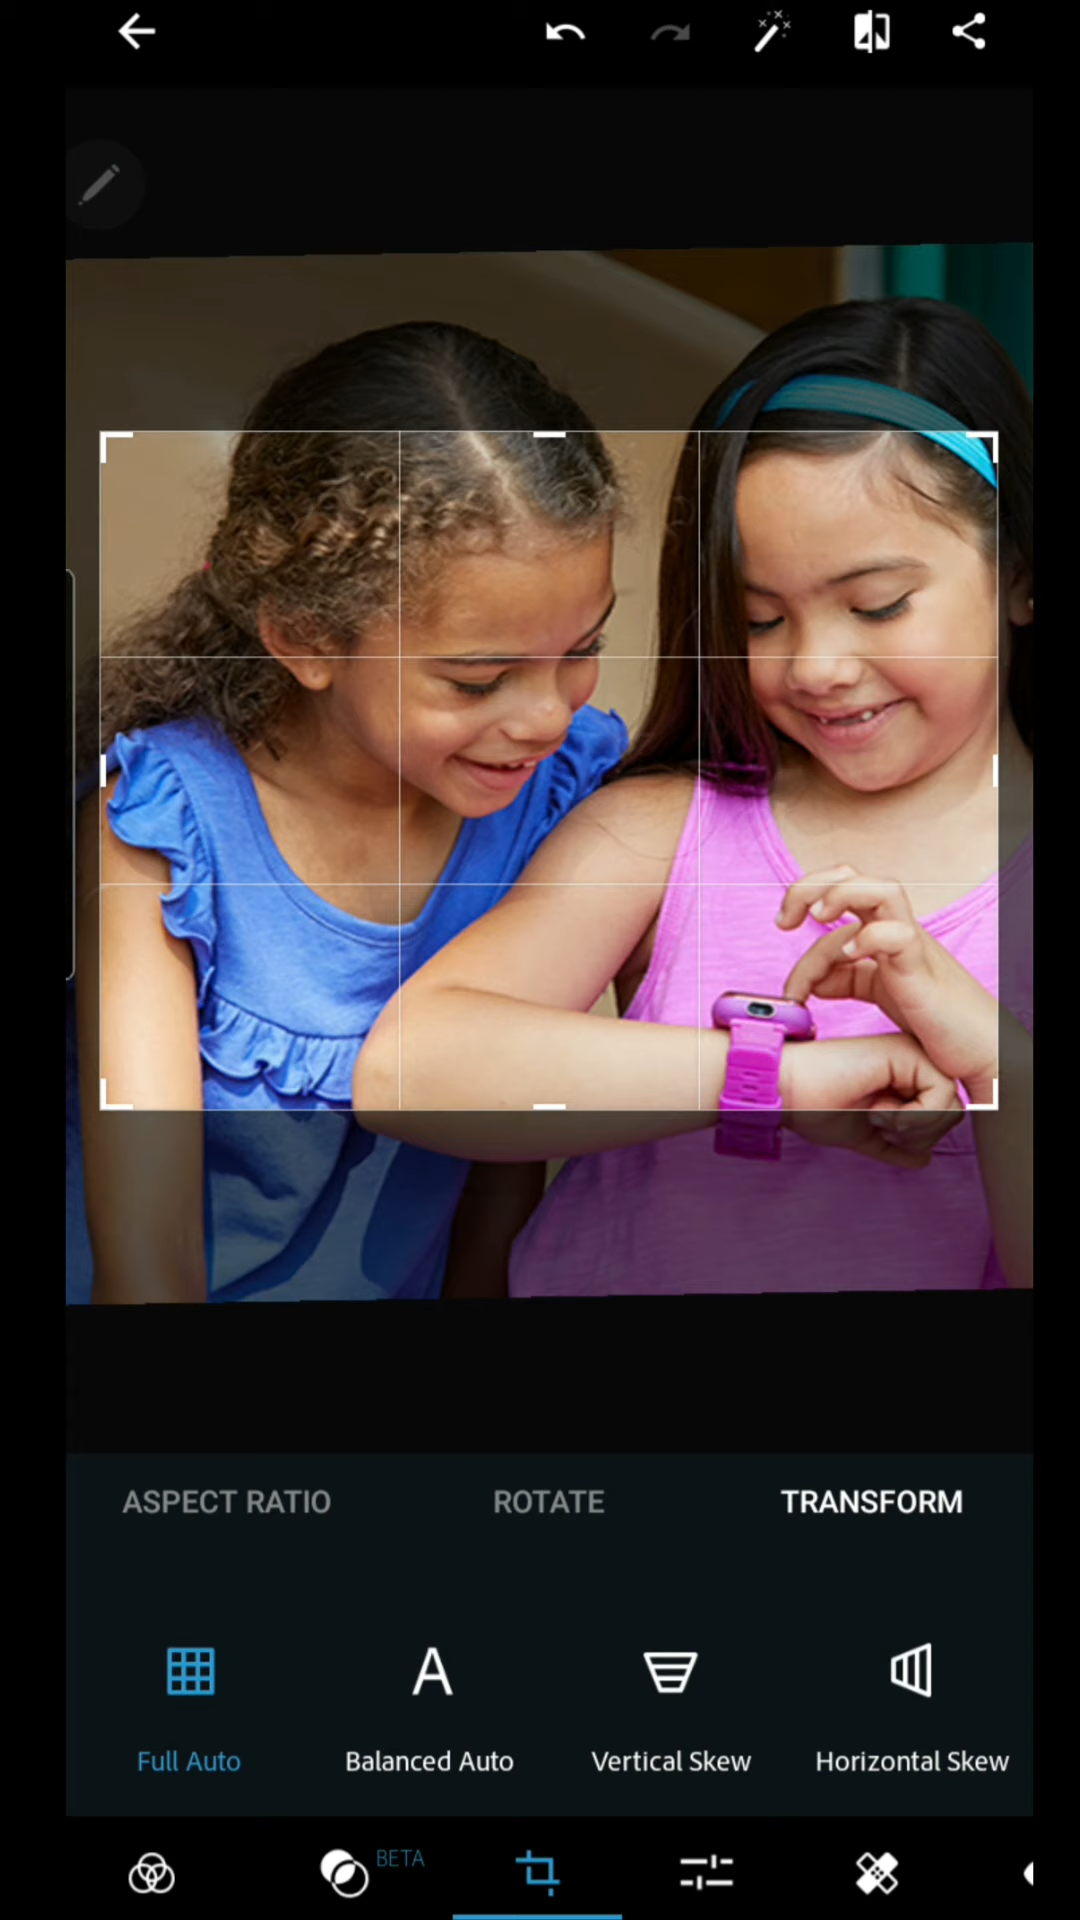 ASPECT RATIO ROTATE TRANSFORM
Full Auto Balanced Auto Vertical Skew Horizontal Skew
BETA